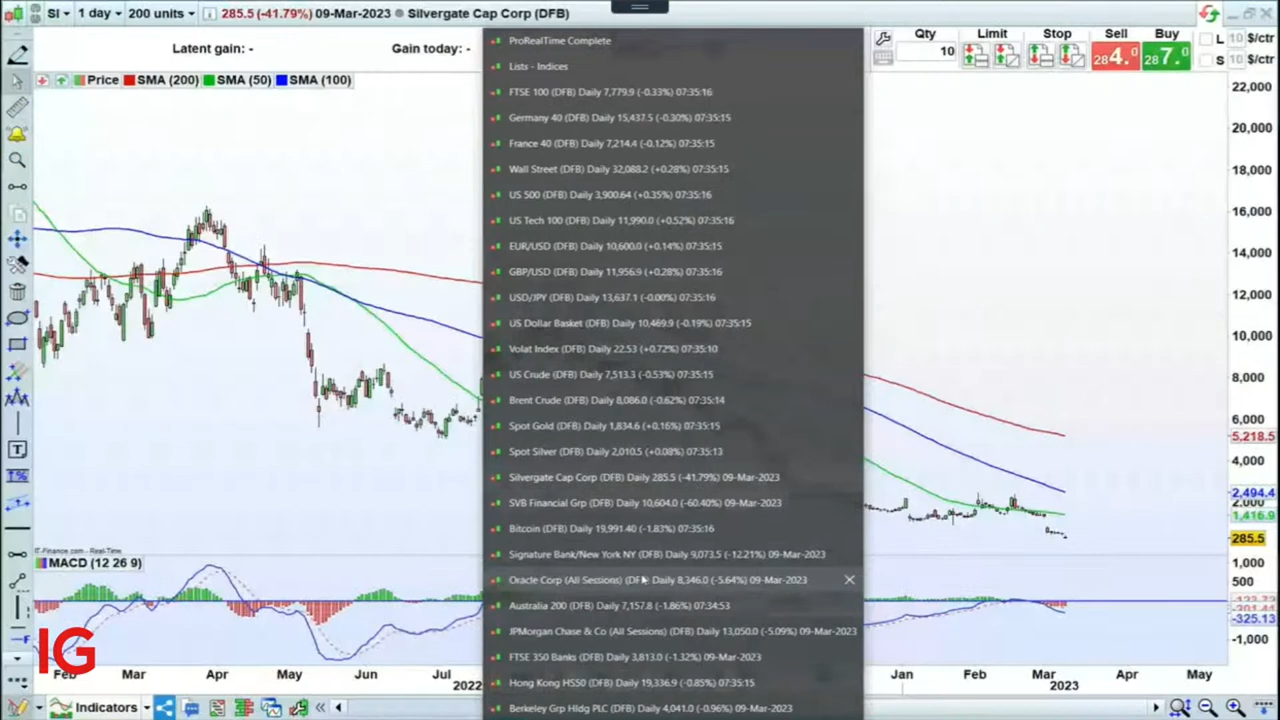 SI 1 day 200 units 285.5 (-41.79%) 09-Mar-2023 Silvergate Cap Corp (DFB)
Latent gain: - Gain today: -
Qty Limit Stop Sell Buy
10
284.0 287.0
L 10 $/ctr
S 10 $/ctr
Price SMA (200) SMA (50) SMA (100)
ProRealTime Complete
Lists - Indices
FTSE 100 (DFB) Daily 7,779.9 (-0.33%) 07:35:16
Germany 40 (DFB) Daily 15,437.5 (-0.30%) 07:35:15
France 40 (DFB) Daily 7,214.4 (-0.12%) 07:35:15
Wall Street (DFB) Daily 32,088.2 (+0.28%) 07:35:15
US 500 (DFB) Daily 3,900.64 (+0.35%) 07:35:16
US Tech 100 (DFB) Daily 11,990.0 (+0.52%) 07:35:16
EUR/USD (DFB) Daily 10,600.0 (+0.14%) 07:35:15
GBP/USD (DFB) Daily 11,956.9 (+0.28%) 07:35:16
USD/JPY (DFB) Daily 13,637.1 (-0.00%) 07:35:16
US Dollar Basket (DFB) Daily 10,469.9 (-0.19%) 07:35:15
Volat Index (DFB) Daily 22.53 (+0.72%) 07:35:10
US Crude (DFB) Daily 7,513.3 (-0.53%) 07:35:15
Brent Crude (DFB) Daily 8,086.0 (-0.62%) 07:35:14
Spot Gold (DFB) Daily 1,834.6 (+0.16%) 07:35:15
Spot Silver (DFB) Daily 2,010.5 (+0.08%) 07:35:13
Silvergate Cap Corp (DFB) Daily 285.5 (-41.79%) 09-Mar-2023
SVB Financial Grp (DFB) Daily 10,604.0 (-60.40%) 09-Mar-2023
Bitcoin (DFB) Daily 19,991.40 (-1.83%) 07:35:16
Signature Bank/New York NY (DFB) Daily 9,073.5 (-12.21%) 09-Mar-2023
Oracle Corp (All Sessions) (DFB) Daily 8,346.0 (-5.64%) 09-Mar-2023
Australia 200 (DFB) Daily 7,157.8 (-1.86%) 07:34:53
JPMorgan Chase & Co (All Sessions) (DFB) Daily 13,050.0 (-5.09%) 09-Mar-2023
FTSE 350 Banks (DFB) Daily 3,813.0 (-1.32%) 09-Mar-2023
Hong Kong HS50 (DFB) Daily 19,336.9 (-0.85%) 07:35:15
Berkeley Grp Hldg PLC (DFB) Daily 4,041.0 (-0.96%) 09-Mar-2023
22,000
20,000
18,000
16,000
14,000
12,000
10,000
8,000
6,000
5,218.5
4,000
2,494.4
2,000
1,416.9
285.5
IT-Finance.com - Real-Time
MACD (12 26 9)
1,000
500
-325.13
-1,000
IG
Feb Mar Apr May Jun Jul Jan Feb Mar Apr May
2022 2023
Indicators